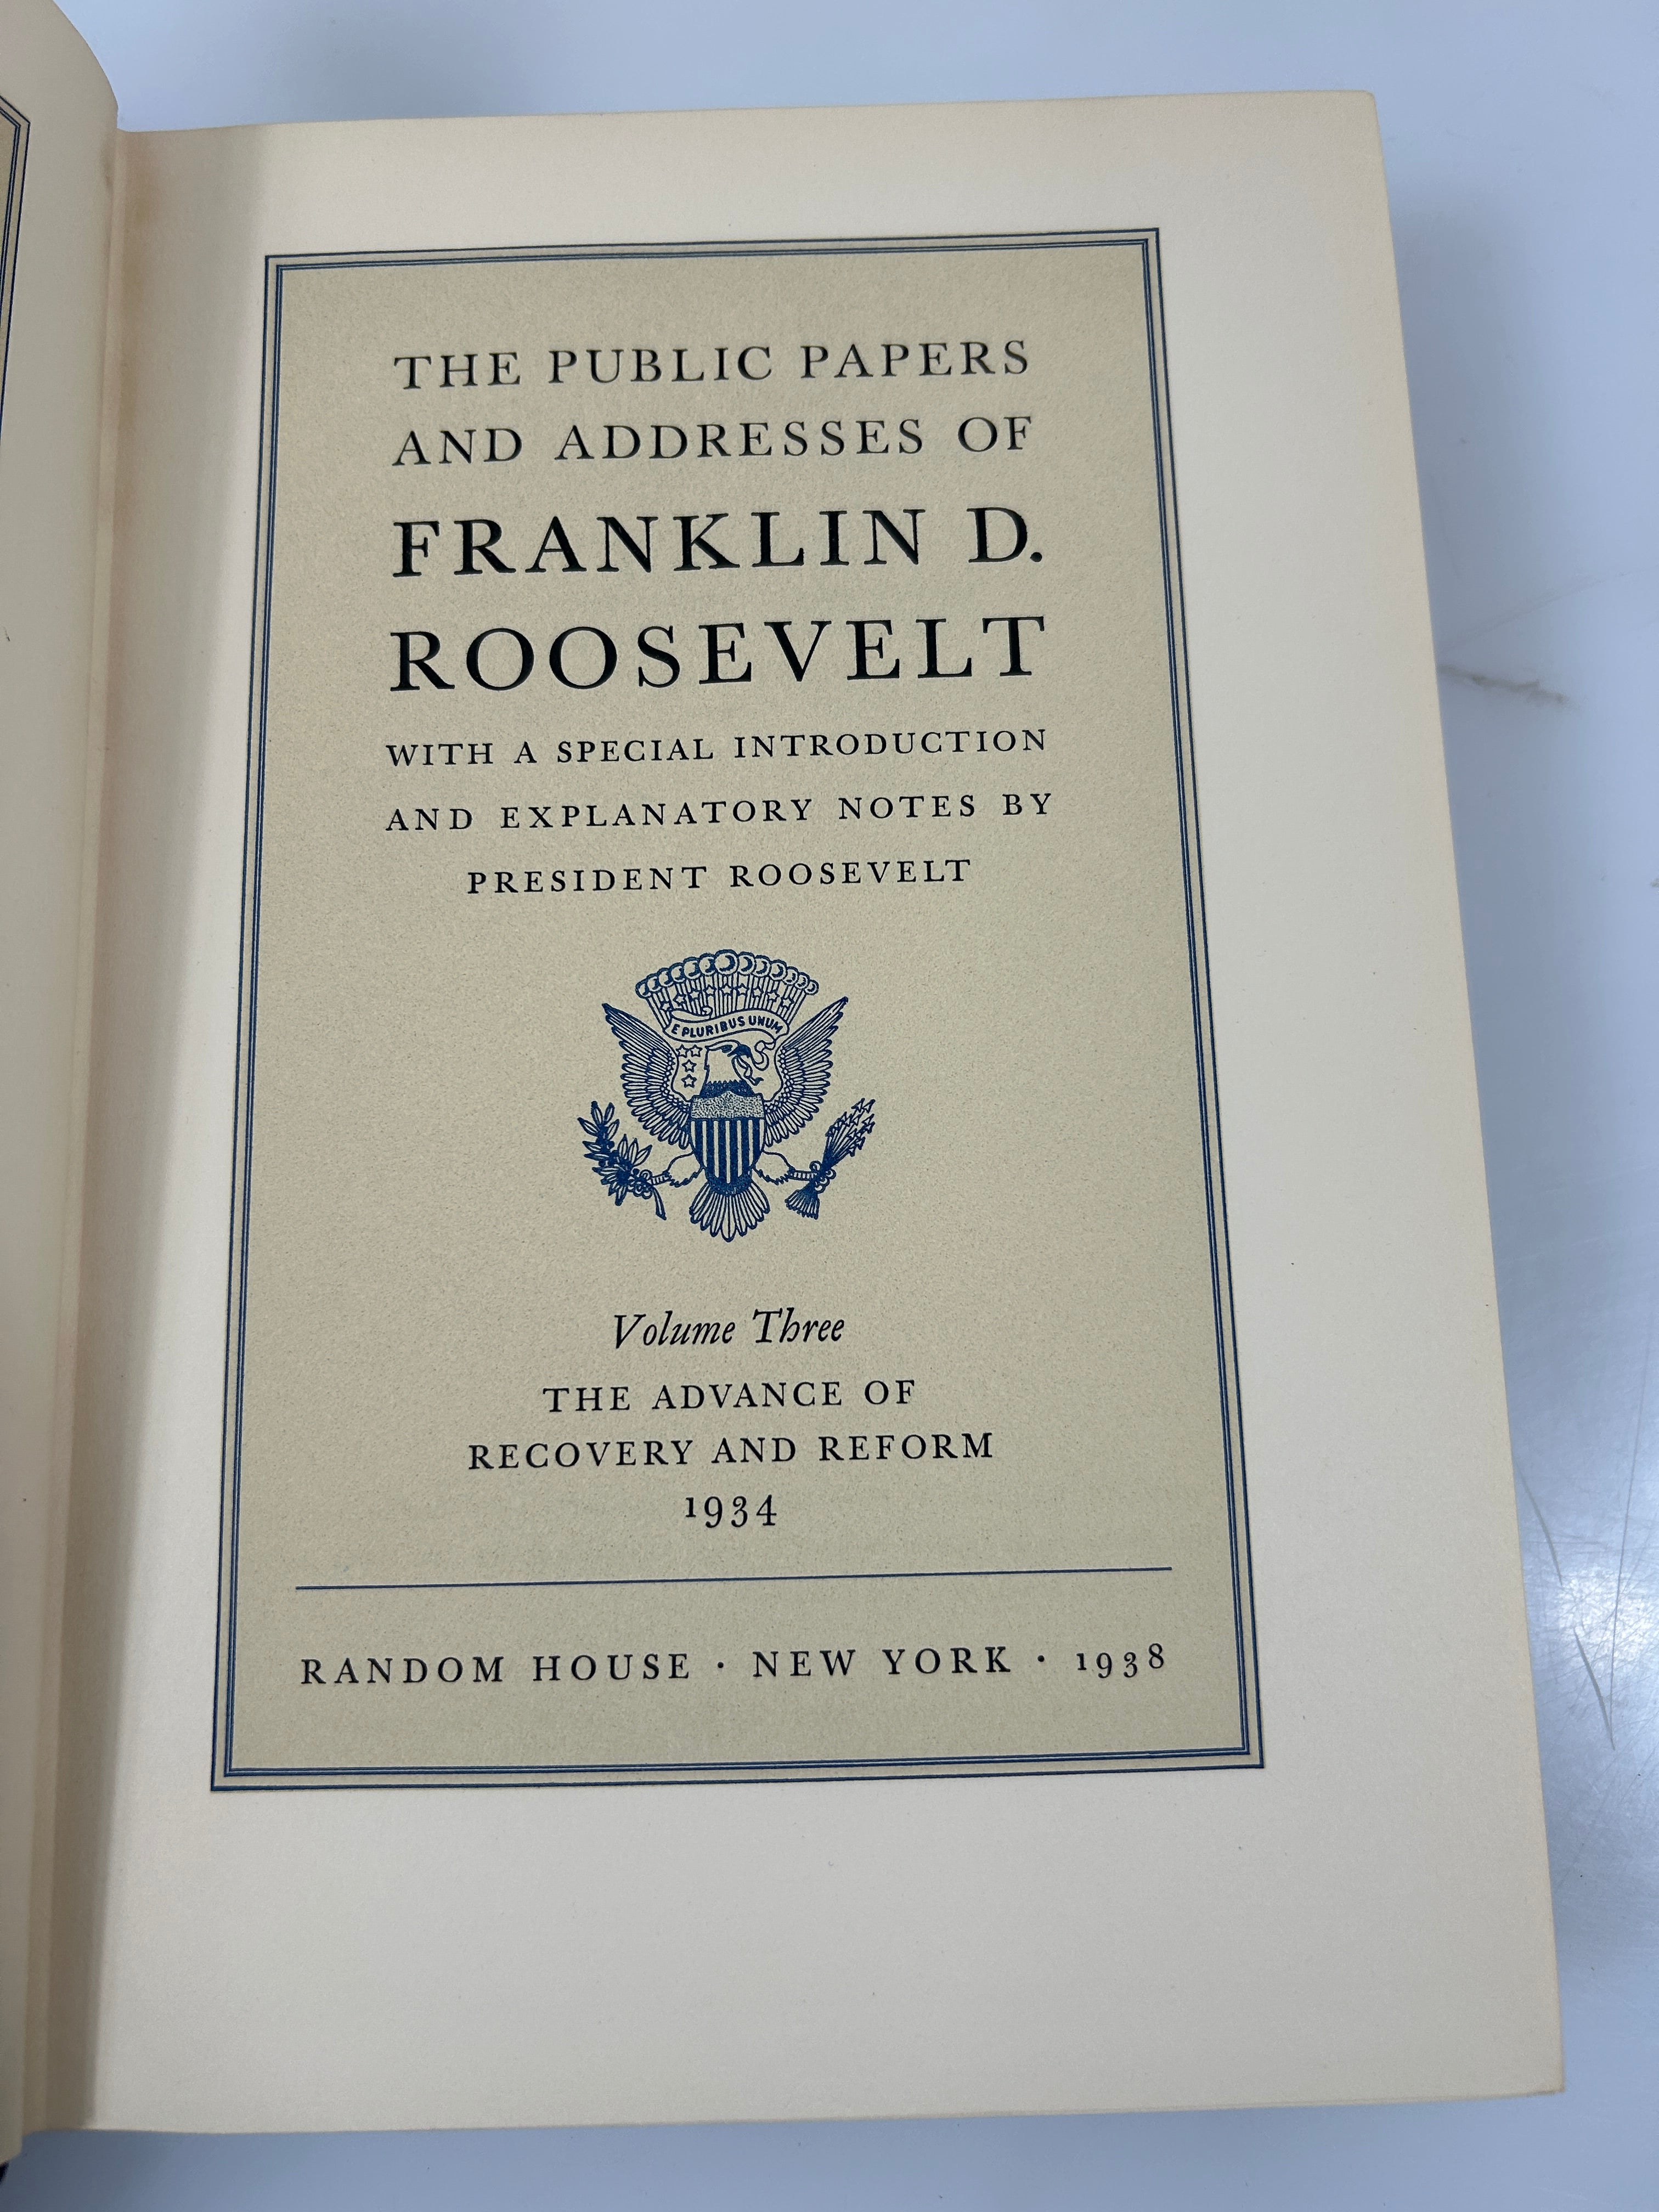 THE PUBLIC PAPERS
AND ADDRESSES OF
FRANKLIN D.
ROOSEVELT
WITH A SPECIAL INTRODUCTION
AND EXPLANATORY NOTES BY
PRESIDENT ROOSEVELT
E PLURIBUS UNUM
Volume Three
THE ADVANCE OF
RECOVERY AND REFORM
1934
RANDOM HOUSE · NEW YORK · 1938